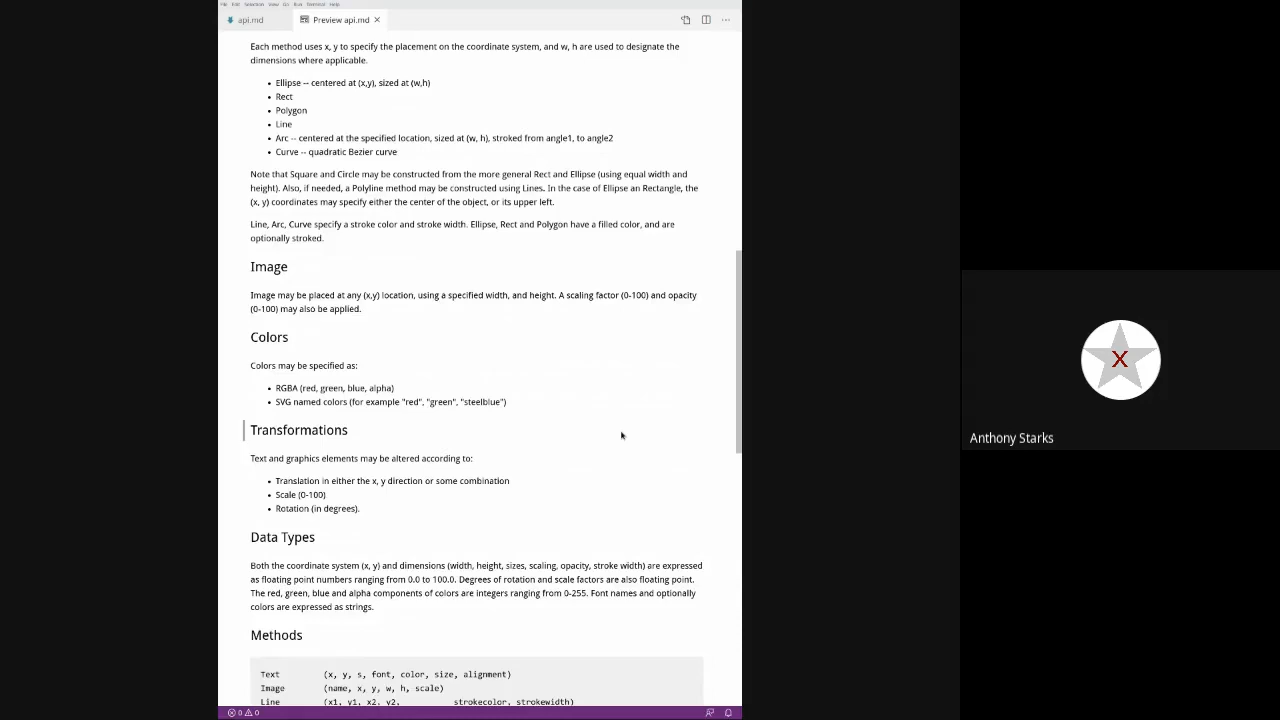 File Edit Selection View Go Run Terminal Help
api.md
Preview api.md
Each method uses x, y to specify the placement on the coordinate system, and w, h are used to designate the
dimensions where applicable.
• Ellipse -- centered at (x,y), sized at (w,h)
• Rect
• Polygon
• Line
• Arc -- centered at the specified location, sized at (w, h), stroked from angle1, to angle2
• Curve -- quadratic Bezier curve
Note that Square and Circle may be constructed from the more general Rect and Ellipse (using equal width and
height). Also, if needed, a Polyline method may be constructed using Lines. In the case of Ellipse an Rectangle, the
(x, y) coordinates may specify either the center of the object, or its upper left.
Line, Arc, Curve specify a stroke color and stroke width. Ellipse, Rect and Polygon have a filled color, and are
optionally stroked.
Image
Image may be placed at any (x,y) location, using a specified width, and height. A scaling factor (0-100) and opacity
(0-100) may also be applied.
Colors
Colors may be specified as:
• RGBA (red, green, blue, alpha)
• SVG named colors (for example "red", "green", "steelblue")
Transformations
Text and graphics elements may be altered according to:
• Translation in either the x, y direction or some combination
• Scale (0-100)
• Rotation (in degrees).
Data Types
Both the coordinate system (x, y) and dimensions (width, height, sizes, scaling, opacity, stroke width) are expressed
as floating point numbers ranging from 0.0 to 100.0. Degrees of rotation and scale factors are also floating point.
The red, green, blue and alpha components of colors are integers ranging from 0-255. Font names and optionally
colors are expressed as strings.
Methods
Text (x, y, s, font, color, size, alignment)
Image (name, x, y, w, h, scale)
Line (x1, y1, x2, y2, strokecolor, strokewidth)
0 0
X
Anthony Starks